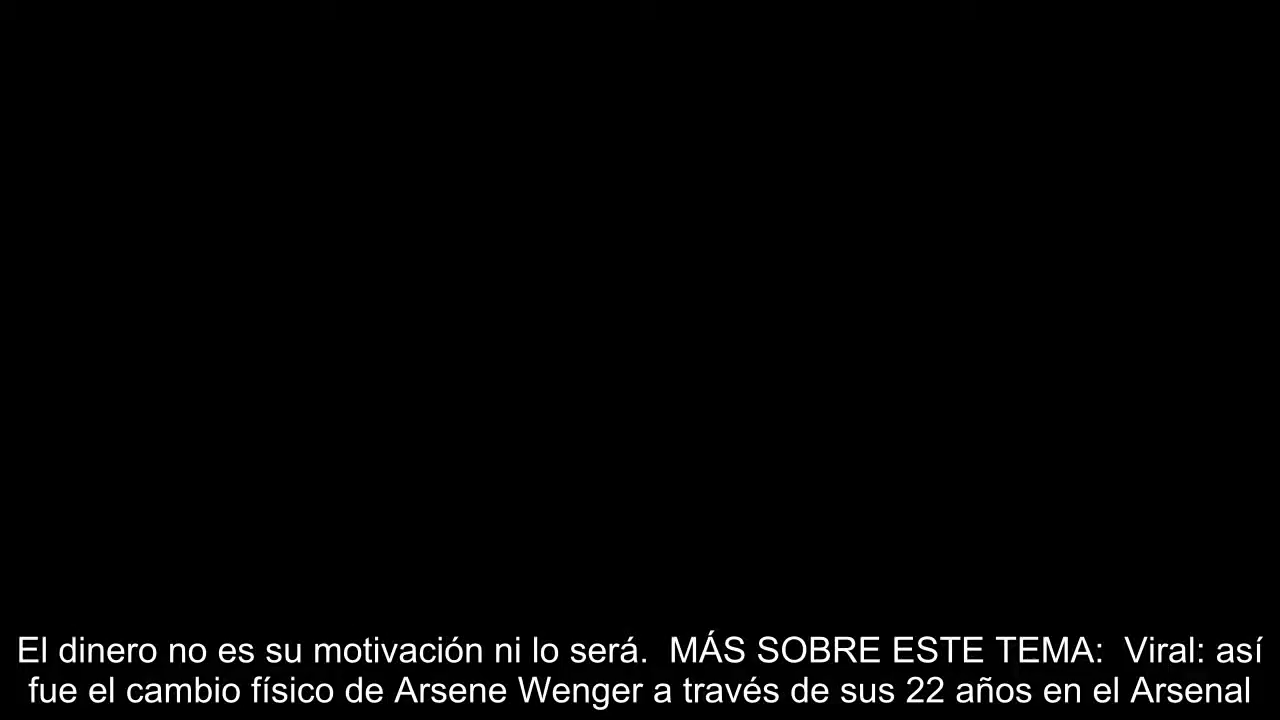 El dinero no es su motivación ni lo será.  MÁS SOBRE ESTE TEMA:  Viral: así
fue el cambio físico de Arsene Wenger a través de sus 22 años en el Arsenal